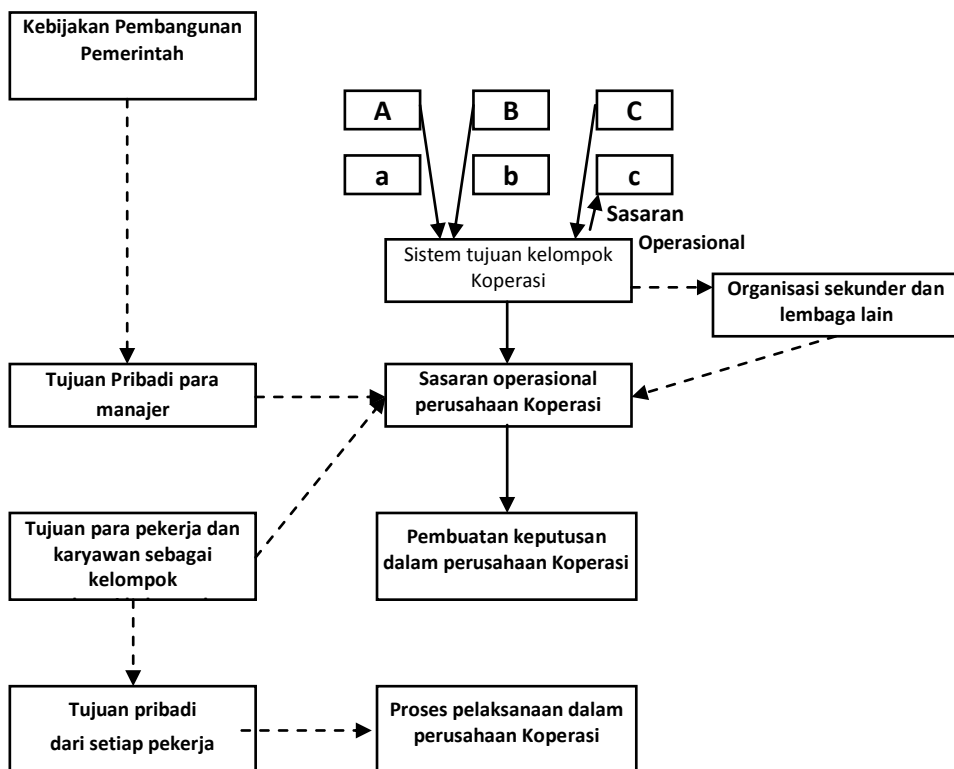 Kebijakan Pembangunan
Pemerintah
A
B
C
a
b
c
Sasaran
Operasional
Sistem tujuan kelompok
Koperasi
Organisasi sekunder dan
lembaga lain
Tujuan Pribadi para
manajer
Sasaran operasional
perusahaan Koperasi
Tujuan para pekerja dan
karyawan sebagai
kelompok
Pembuatan keputusan
dalam perusahaan Koperasi
Tujuan pribadi
dari setiap pekerja
Proses pelaksanaan dalam
perusahaan Koperasi